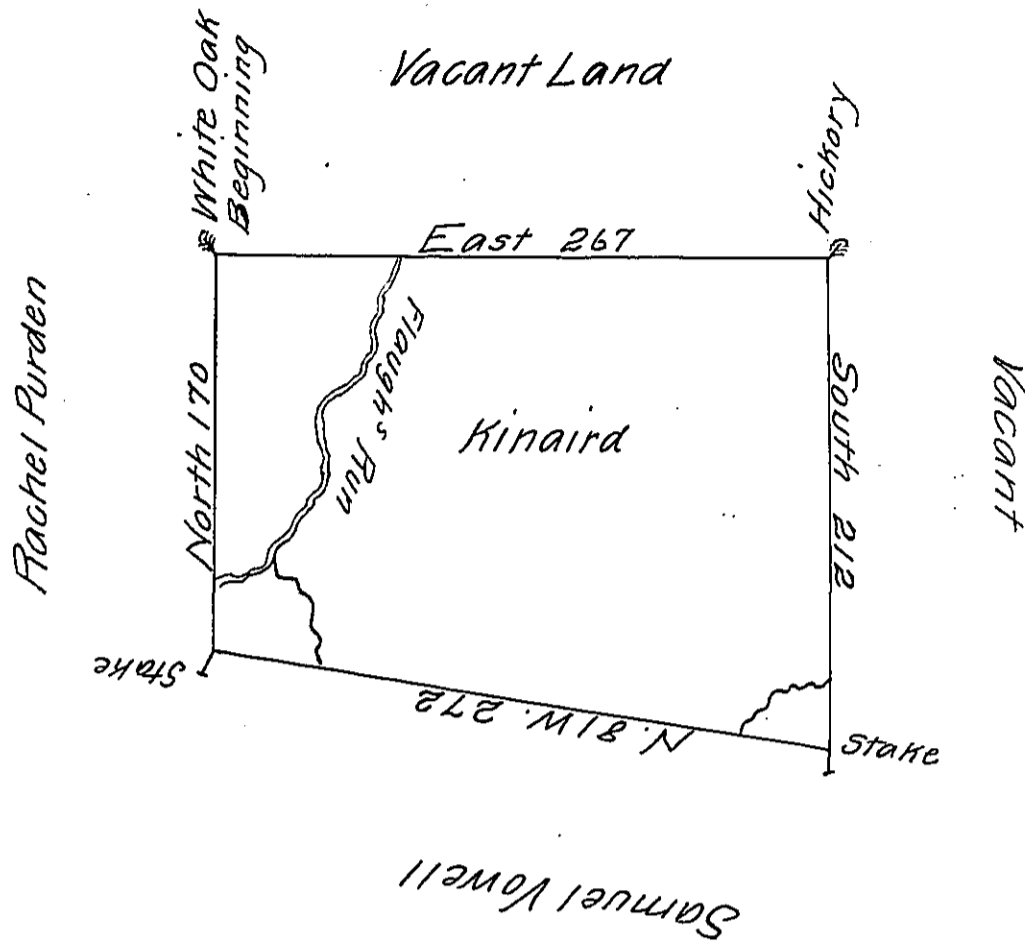 White Oak
Beginning
Vacant Land
Hickory
East 267
Rachel Purden
North 170
Flaugh's Run
Kinaird
South 212
Vacant
Stake
N. 81 W. 272
Stake
Samuel Vowell